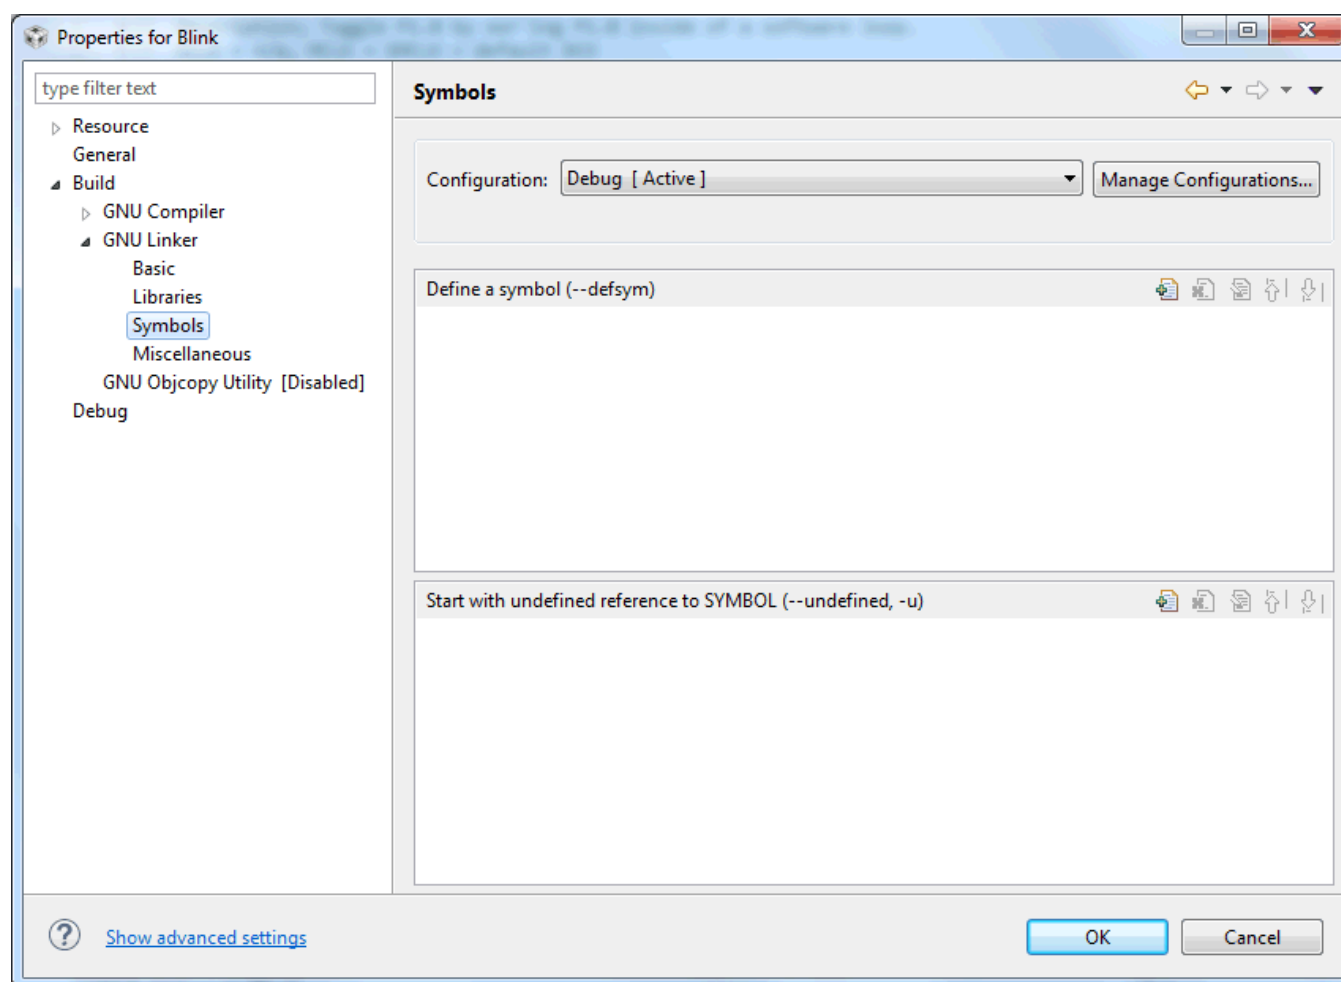 Properties for Blink
type filter text
Resource
General
Build
GNU Compiler
GNU Linker
Basic
Libraries
Symbols
Miscellaneous
GNU Objcopy Utility [Disabled]
Debug
Symbols
Configuration: Debug [ Active ] Manage Configurations...
Define a symbol (--defsym)
Start with undefined reference to SYMBOL (--undefined, -u)
Show advanced settings OK Cancel